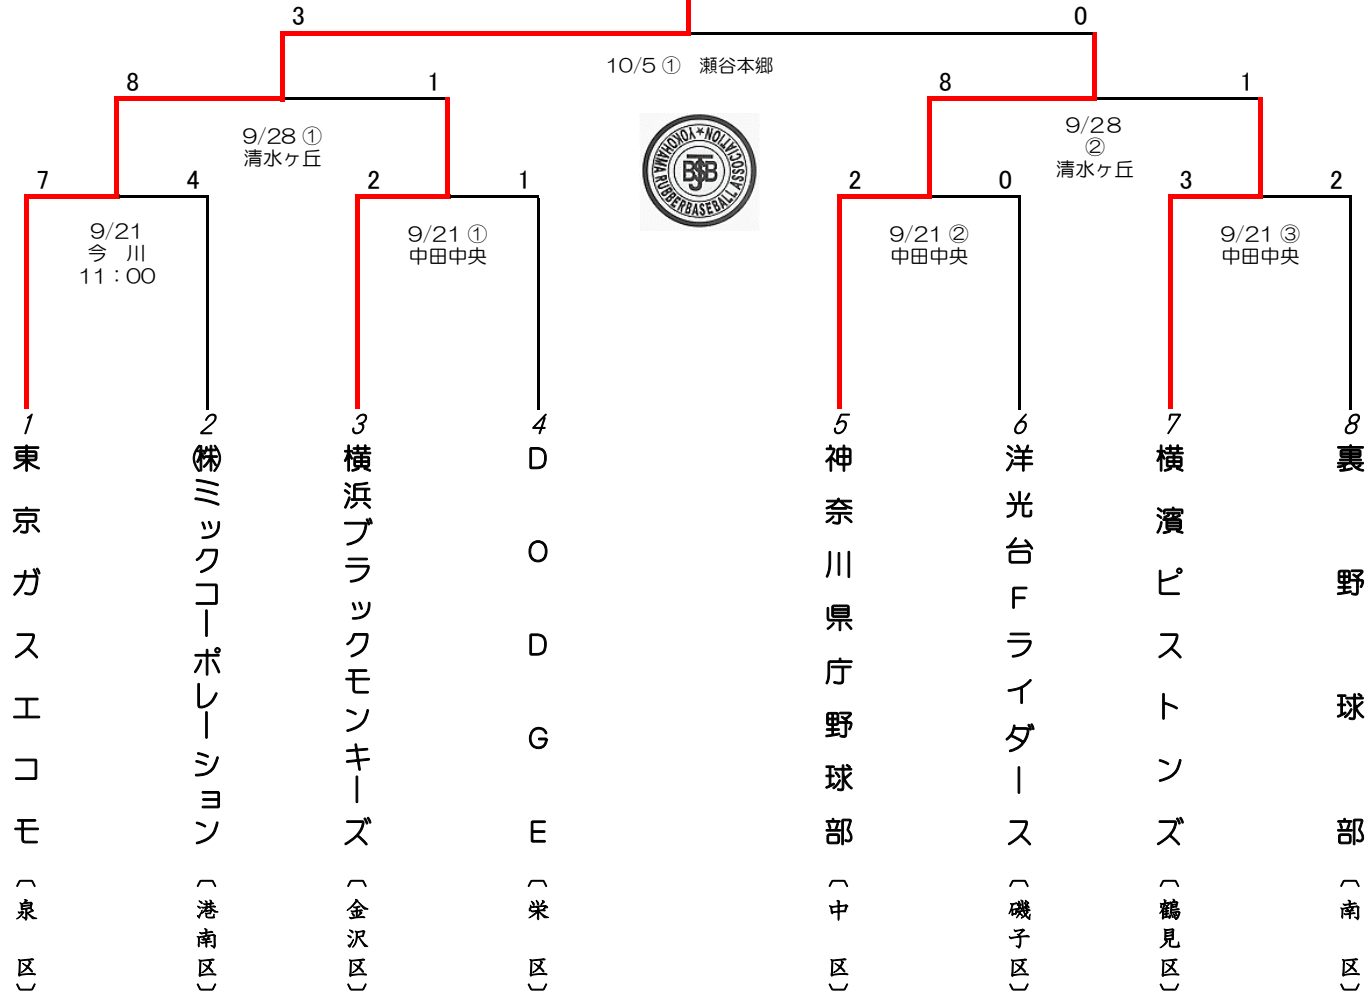 3 0
10/5 ① 瀬谷本郷
8 1 8 1
9/28 ①
清水ヶ丘
9/28
②
清水ヶ丘
YOKOHAMA RUBBERBASEBALL ASSOCIATION
7 4 2 1 2 0 3 2
9/21
今 川
11:00
9/21 ①
中田中央
9/21 ②
中田中央
9/21 ③
中田中央
1 東京ガスエコモ 〔泉 区〕
2 ㈱ミックコーポレーション 〔港南区〕
3 横浜ブラックモンキーズ 〔金沢区〕
4 DODGE 〔栄 区〕
5 神奈川県庁野球部 〔中 区〕
6 洋光台Fライダース 〔磯子区〕
7 横濱ピストンズ 〔鶴見区〕
8 裏野球部 〔南 区〕